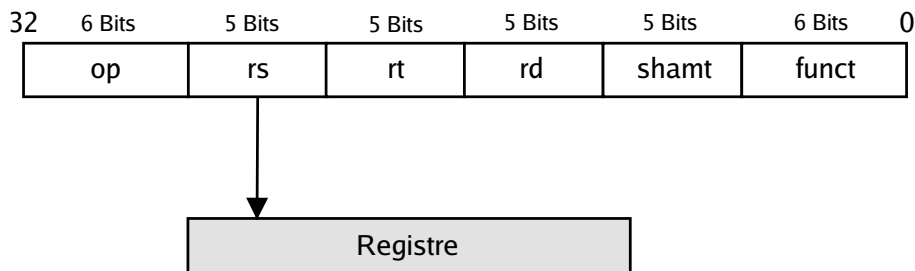 32 6 Bits 5 Bits 5 Bits 5 Bits 5 Bits 6 Bits 0
op rs rt rd shamt funct
Registre